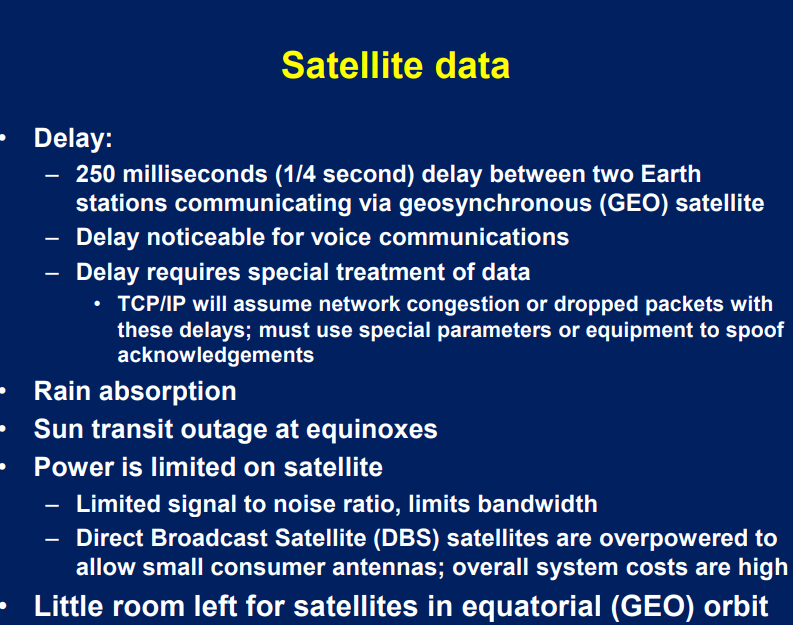 Satellite data
• Delay:
– 250 milliseconds (1/4 second) delay between two Earth
stations communicating via geosynchronous (GEO) satellite
– Delay noticeable for voice communications
– Delay requires special treatment of data
• TCP/IP will assume network congestion or dropped packets with
these delays; must use special parameters or equipment to spoof
acknowledgements
• Rain absorption
• Sun transit outage at equinoxes
• Power is limited on satellite
– Limited signal to noise ratio, limits bandwidth
– Direct Broadcast Satellite (DBS) satellites are overpowered to
allow small consumer antennas; overall system costs are high
• Little room left for satellites in equatorial (GEO) orbit